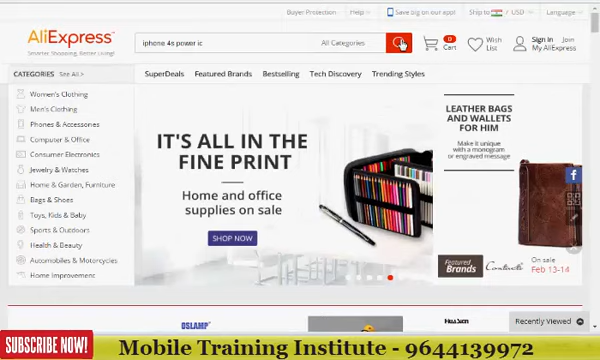 Buyer Protection
Help
Save big on our app!
Ship to / USD
Language
AliExpress
Smarter Shopping, Better Living!
iphone 4s power ic
All Categories
0
Cart
Wish
List
Sign in Join
My AliExpress
CATEGORIES See All >
SuperDeals
Featured Brands
Bestselling
Tech Discovery
Trending Styles
Women's Clothing
Men's Clothing
Phones & Accessories
Computer & Office
Consumer Electronics
Jewelry & Watches
Home & Garden, Furniture
Bags & Shoes
Toys, Kids & Baby
Sports & Outdoors
Health & Beauty
Automobiles & Motorcycles
Home Improvement
IT'S ALL IN THE
FINE PRINT
Home and office
supplies on sale
SHOP NOW
LEATHER BAGS
AND WALLETS
FOR HIM
Make it unique
with a monogram
or engraved message
Featured
Brands
Contact's
On sale
Feb 13-14
f
OSLAMP
Recently Viewed
SUBSCRIBE NOW!
Mobile Training Institute - 9644139972